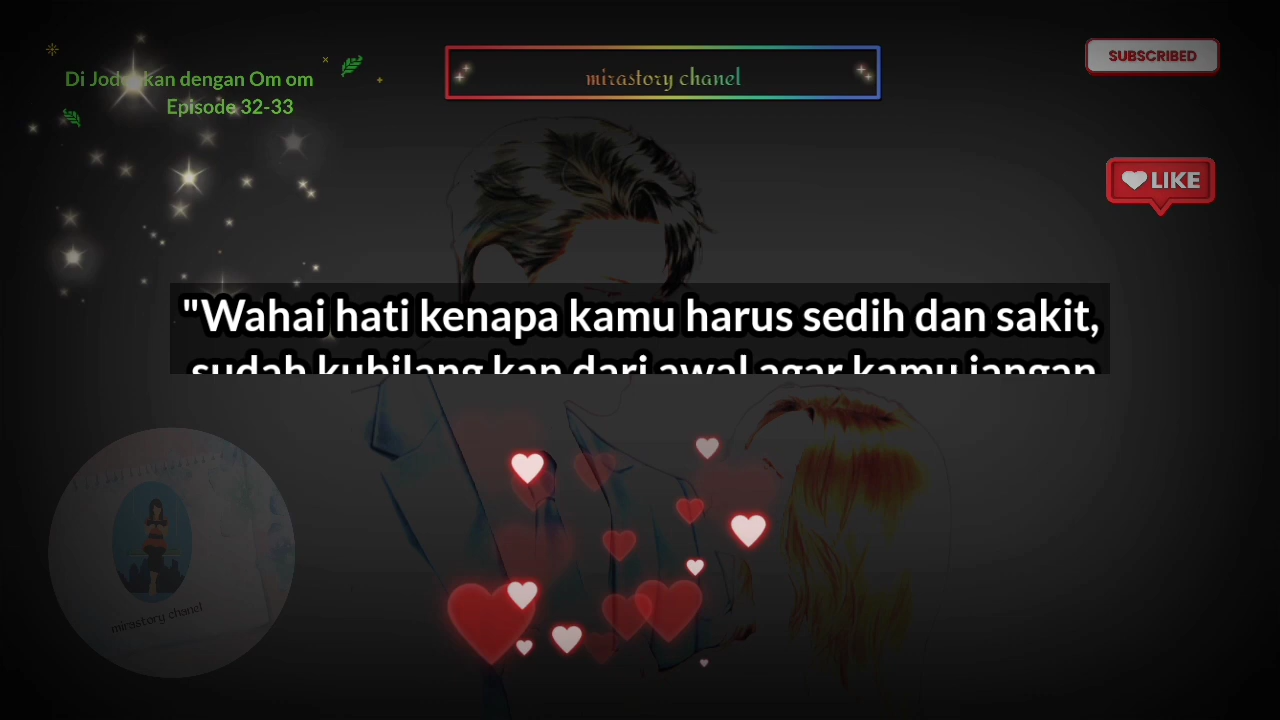 Di Jodohkan dengan Om om
Episode 32-33
mirastory chanel
SUBSCRIBED
LIKE
"Wahai hati kenapa kamu harus sedih dan sakit,
sudah kubilang kan dari awal agar kamu jangan
mirastory chanel